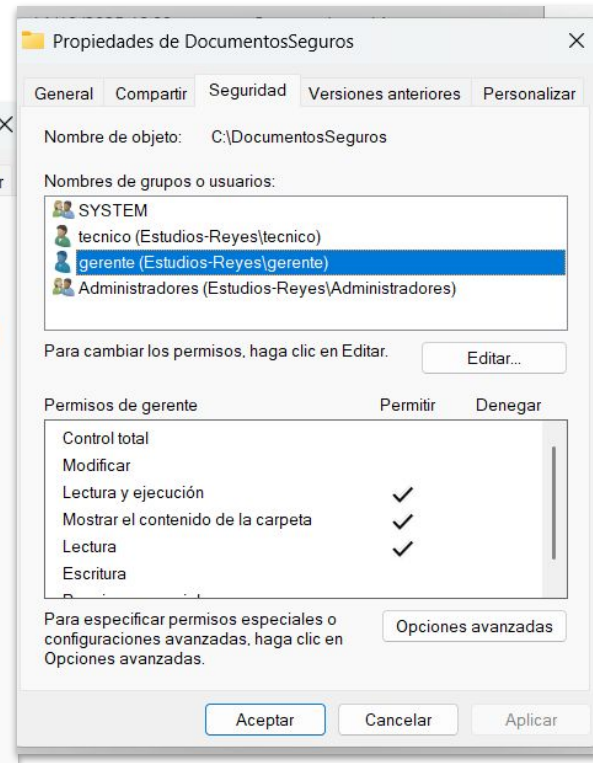 Propiedades de DocumentosSeguros
General Compartir Seguridad Versiones anteriores Personalizar
Nombre de objeto: C:\DocumentosSeguros
Nombres de grupos o usuarios:
SYSTEM
tecnico (Estudios-Reyes\tecnico)
gerente (Estudios-Reyes\gerente)
Administradores (Estudios-Reyes\Administradores)
Para cambiar los permisos, haga clic en Editar. Editar...
Permisos de gerente Permitir Denegar
Control total
Modificar
Lectura y ejecución
Mostrar el contenido de la carpeta
Lectura
Escritura
Para especificar permisos especiales o
configuraciones avanzadas, haga clic en
Opciones avanzadas.
Opciones avanzadas
Aceptar Cancelar Aplicar